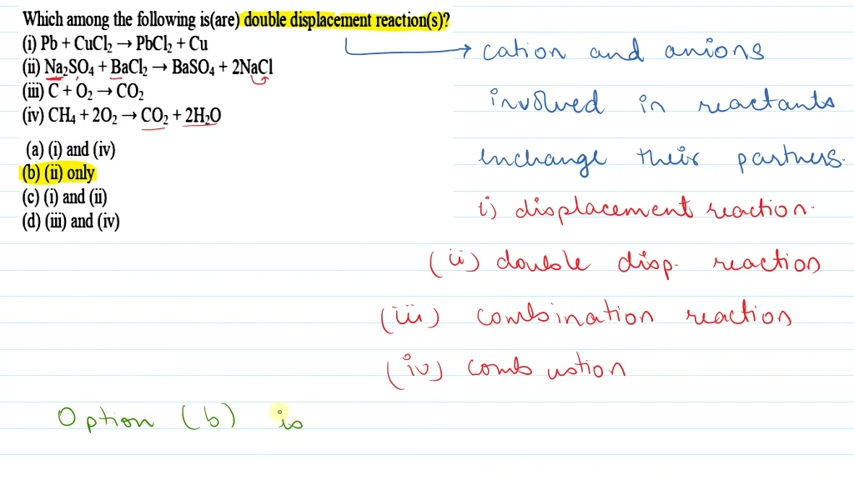 Which among the following is(are) double displacement reaction(s)?
(i) Pb + CuCl₂ → PbCl₂ + Cu
(ii) Na₂SO₄ + BaCl₂ → BaSO₄ + 2NaCl
(iii) C + O₂ → CO₂
(iv) CH₄ + 2O₂ → CO₂ + 2H₂O
(a) (i) and (iv)
(b) (ii) only
(c) (i) and (ii)
(d) (iii) and (iv)
cation and anions
involved in reactants
enchange their partners.
i) displacement reaction.
(ii) double disp. reaction
(iii) combination reaction
(iv) combustion
Option (b) is